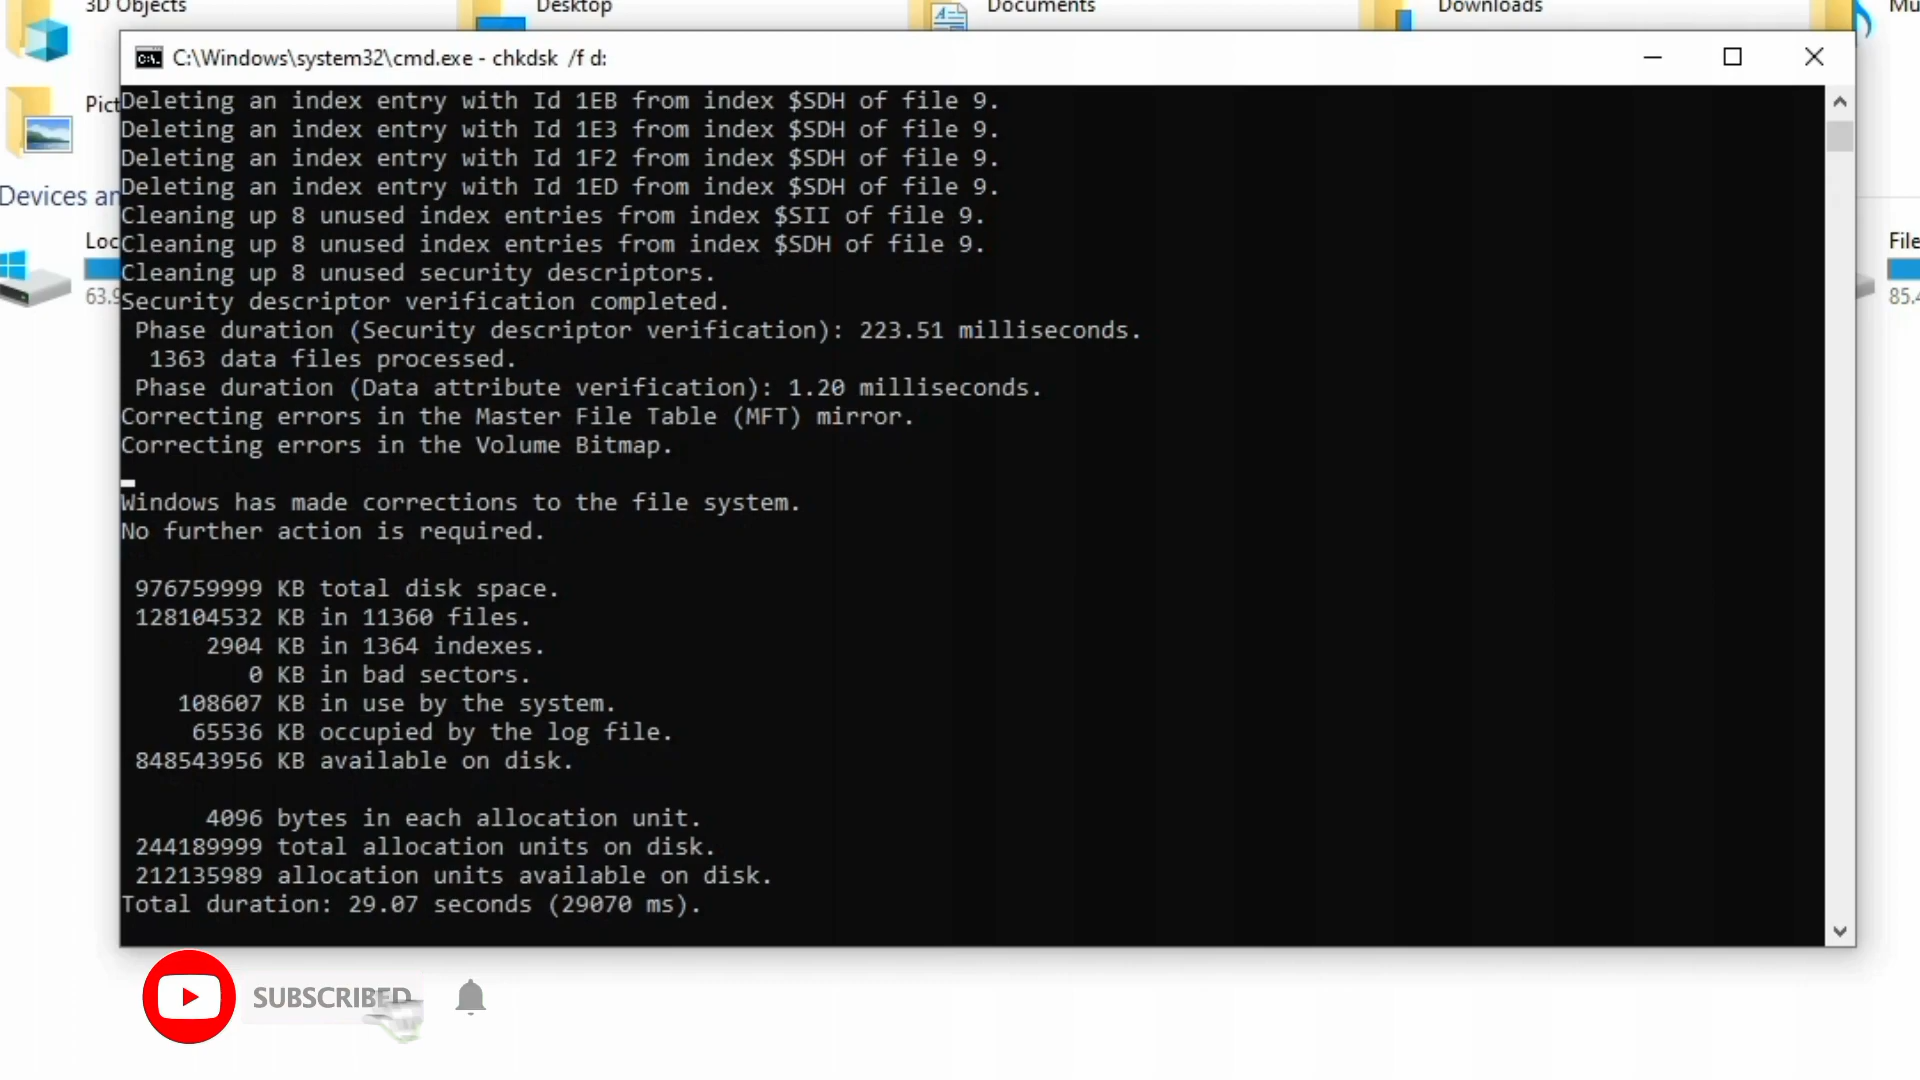 3D Objects
Desktop
Documents
Downloads
Mu
C:\Windows\system32\cmd.exe - chkdsk /f d:
Pict
Devices an
Loc
63.9
File
85.4
Deleting an index entry with Id 1EB from index $SDH of file 9.
Deleting an index entry with Id 1E3 from index $SDH of file 9.
Deleting an index entry with Id 1F2 from index $SDH of file 9.
Deleting an index entry with Id 1ED from index $SDH of file 9.
Cleaning up 8 unused index entries from index $SII of file 9.
Cleaning up 8 unused index entries from index $SDH of file 9.
Cleaning up 8 unused security descriptors.
Security descriptor verification completed.
Phase duration (Security descriptor verification): 223.51 milliseconds.
1363 data files processed.
Phase duration (Data attribute verification): 1.20 milliseconds.
Correcting errors in the Master File Table (MFT) mirror.
Correcting errors in the Volume Bitmap.
Windows has made corrections to the file system.
No further action is required.
976759999 KB total disk space.
128104532 KB in 11360 files.
2904 KB in 1364 indexes.
0 KB in bad sectors.
108607 KB in use by the system.
65536 KB occupied by the log file.
848543956 KB available on disk.
4096 bytes in each allocation unit.
244189999 total allocation units on disk.
212135989 allocation units available on disk.
Total duration: 29.07 seconds (29070 ms).
SUBSCRIBED